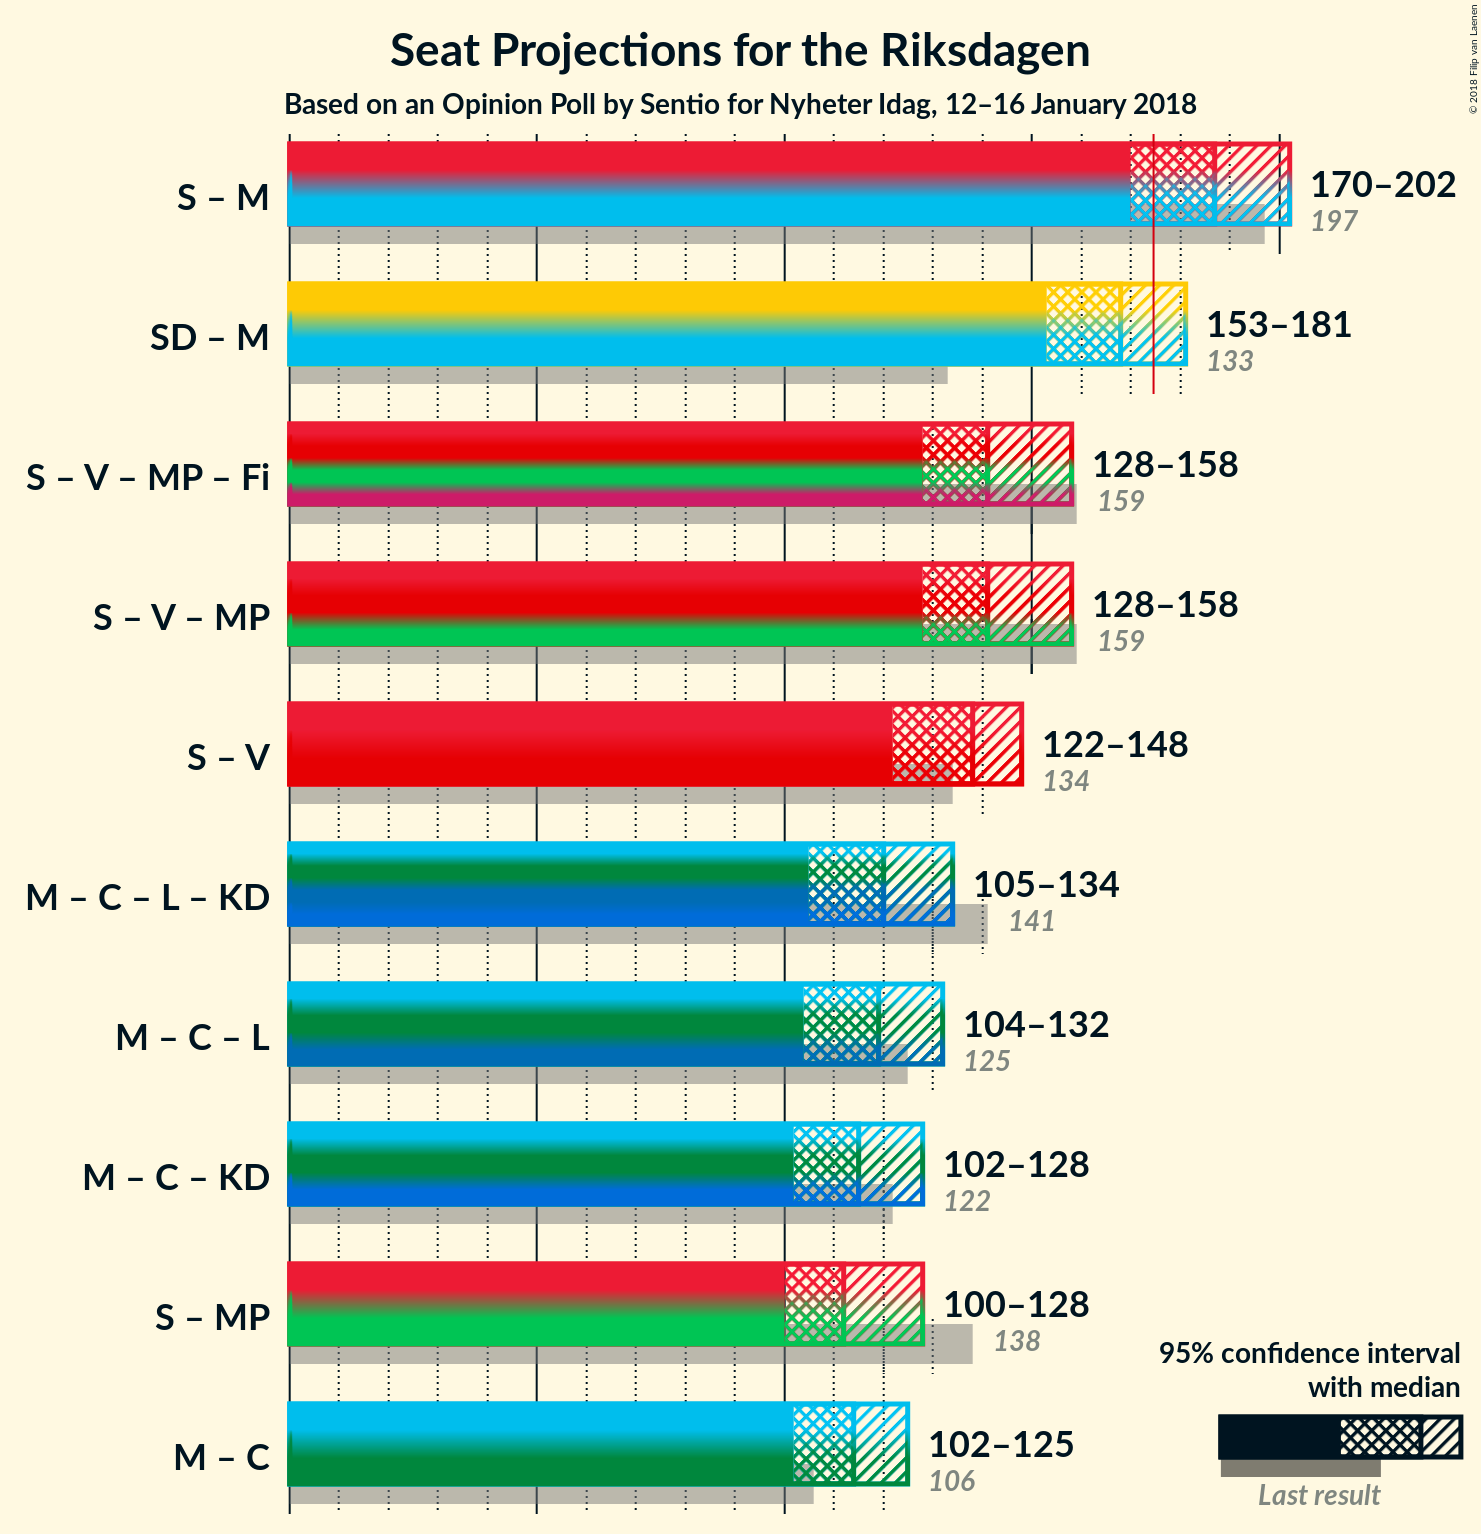 Seat Projections for the Riksdagen
Based on an Opinion Poll by Sentio for Nyheter Idag, 12–16 January 2018
© 2018 Filip van Laenen
S – M
170–202
197
SD – M
153–181
133
S – V – MP – Fi
128–158
159
S – V – MP
128–158
159
S – V
122–148
134
M – C – L – KD
105–134
141
M – C – L
104–132
125
M – C – KD
102–128
122
S – MP
100–128
138
M – C
102–125
106
95% confidence interval
with median
Last result